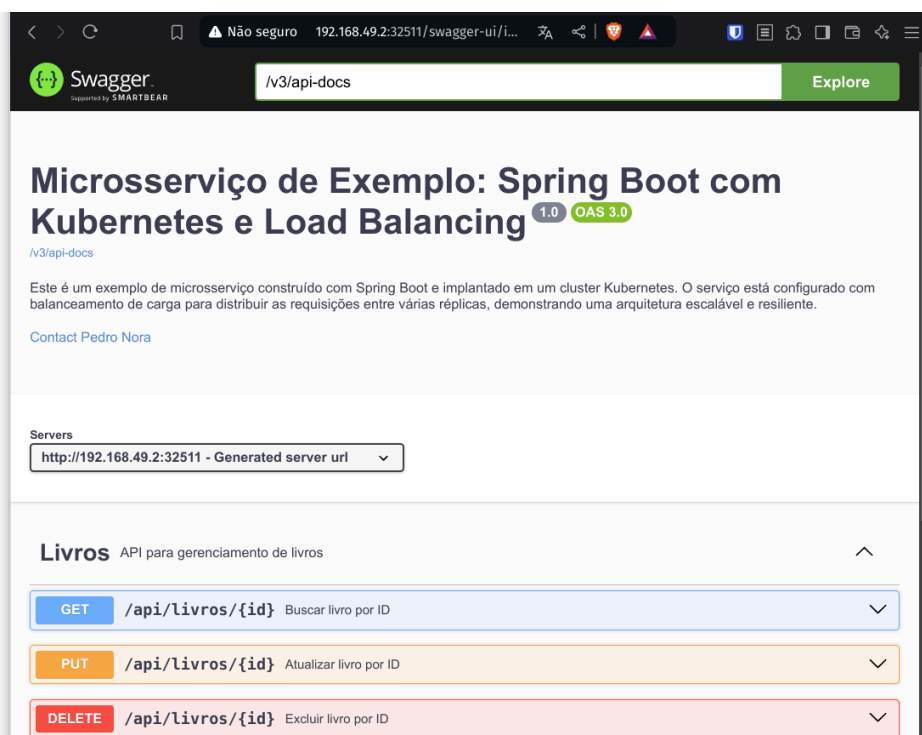 Não seguro 192.168.49.2:32511/swagger-ui/i...
Swagger
Supported by SMARTBEAR
/v3/api-docs
Explore
Microsserviço de Exemplo: Spring Boot com
Kubernetes e Load Balancing 1.0 OAS 3.0
/v3/api-docs
Este é um exemplo de microsserviço construído com Spring Boot e implantado em um cluster Kubernetes. O serviço está configurado com
balanceamento de carga para distribuir as requisições entre várias réplicas, demonstrando uma arquitetura escalável e resiliente.
Contact Pedro Nora
Servers
http://192.168.49.2:32511 - Generated server url
Livros API para gerenciamento de livros
GET /api/livros/{id} Buscar livro por ID
PUT /api/livros/{id} Atualizar livro por ID
DELETE /api/livros/{id} Excluir livro por ID